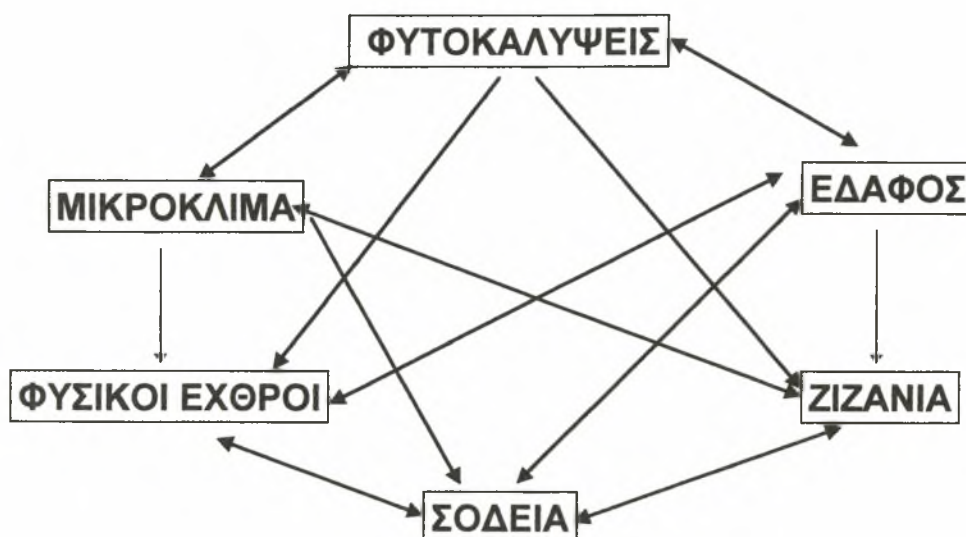 ΦΥΤΟΚΑΛΥΨΕΙΣ
ΜΙΚΡΟΚΛΙΜΑ
ΕΔΑΦΟΣ
ΦΥΣΙΚΟΙ ΕΧΘΡΟΙ
ΖΙΖΑΝΙΑ
ΣΟΔΕΙΑ